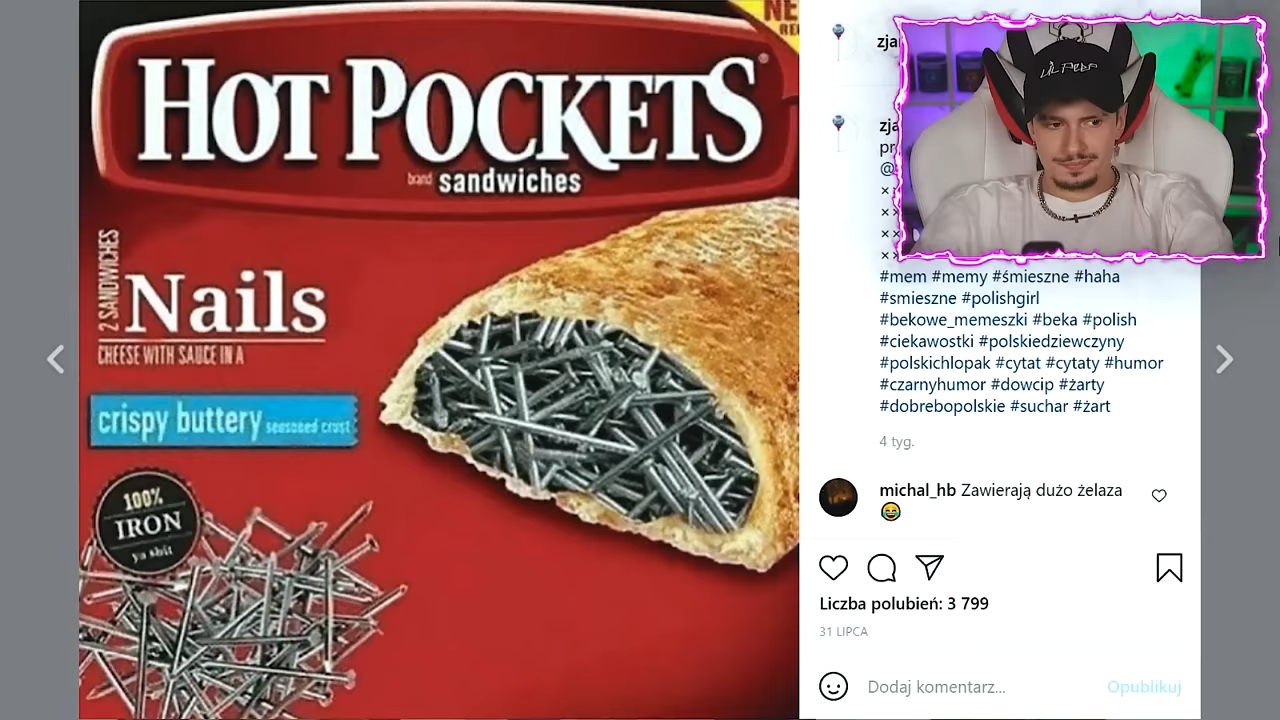 NE
HOT POCKETS®
brand sandwiches
2 SANDWICHES
Nails
CHEESE WITH SAUCE IN A
crispy buttery seasoned crust
100%
IRON
ya shit
#mem #memy #śmieszne #haha
#smieszne #polishgirl
#bekowe_memeszki #beka #polish
#ciekawostki #polskiedziewczyny
#polskichlopak #cytat #cytaty #humor
#czarnyhumor #dowcip #żarty
#dobrebopolskie #suchar #żart
4 tyg.
michal_hb Zawierają dużo żelaza
😂
Liczba polubień: 3 799
31 LIPCA
Dodaj komentarz... Opublikuj